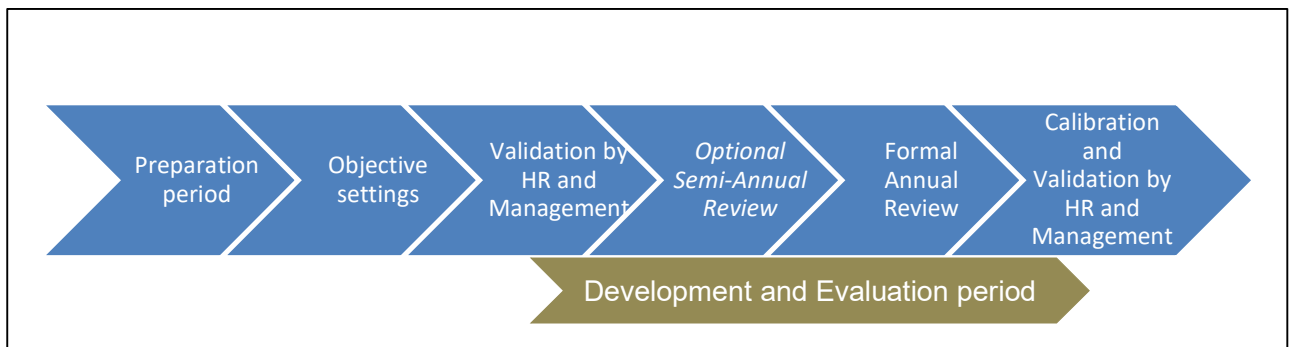 Preparation
period
Objective
settings
Validation by
HR and
Management
Optional
Semi-Annual
Review
Formal
Annual
Review
Calibration
and
Validation by
HR and
Management
Development and Evaluation period